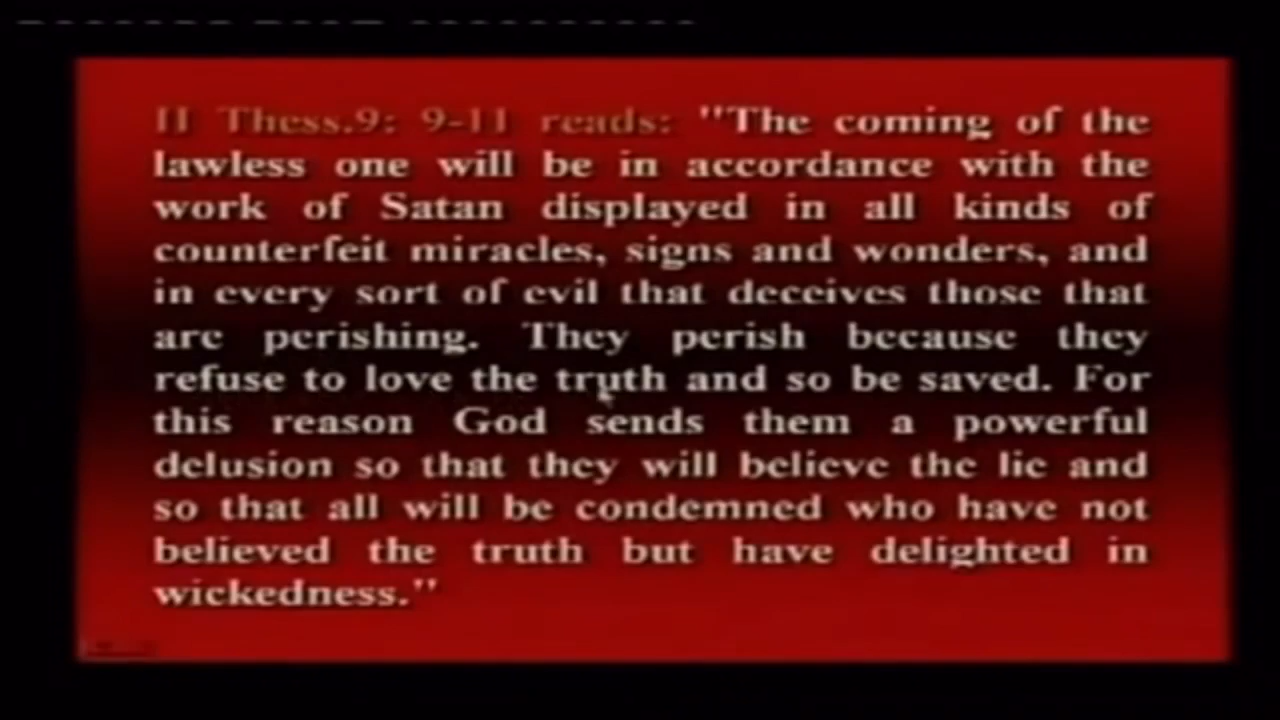 II Thess.9: 9-11 reads: "The coming of the
lawless one will be in accordance with the
work of Satan displayed in all kinds of
counterfeit miracles, signs and wonders, and
in every sort of evil that deceives those that
are perishing. They perish because they
refuse to love the truth and so be saved. For
this reason God sends them a powerful
delusion so that they will believe the lie and
so that all will be condemned who have not
believed the truth but have delighted in
wickedness."